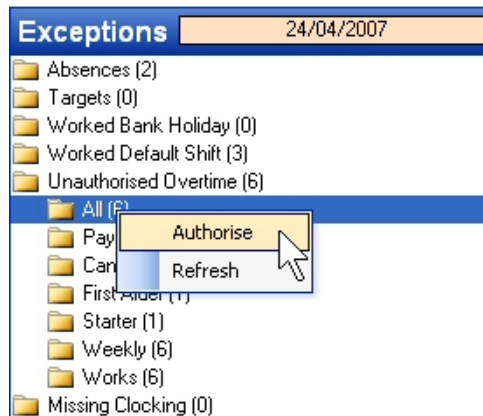 Exceptions 24/04/2007
Absences (2)
Targets (0)
Worked Bank Holiday (0)
Worked Default Shift (3)
Unauthorised Overtime (6)
All (6)
Pay
Authorise
Can
Refresh
First Aider (1)
Starter (1)
Weekly (6)
Works (6)
Missing Clocking (0)